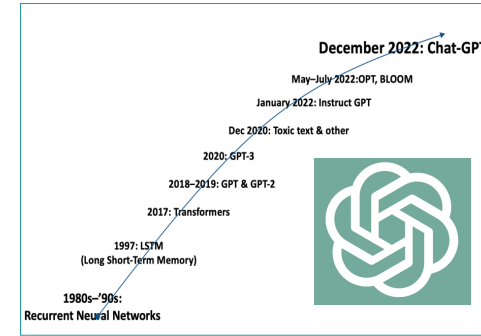 December 2022: Chat-GPT
May–July 2022:OPT, BLOOM
January 2022: Instruct GPT
Dec 2020: Toxic text & other
2020: GPT-3
2018–2019: GPT & GPT-2
2017: Transformers
1997: LSTM
(Long Short-Term Memory)
1980s–'90s:
Recurrent Neural Networks